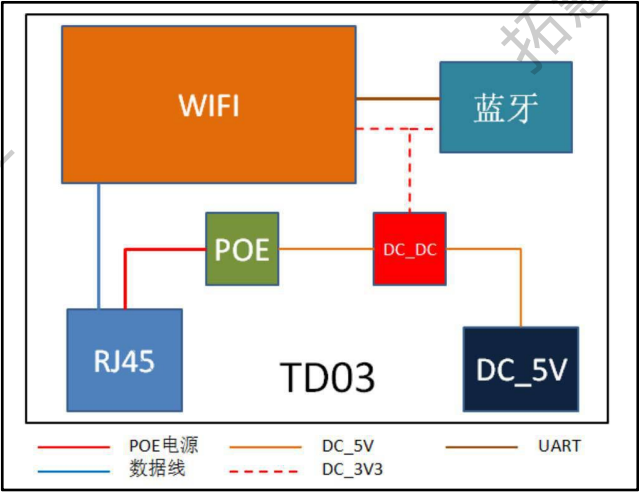 WIFI
蓝牙
POE
DC_DC
RJ45
TD03
DC_5V
POE电源 DC_5V UART
数据线 DC_3V3